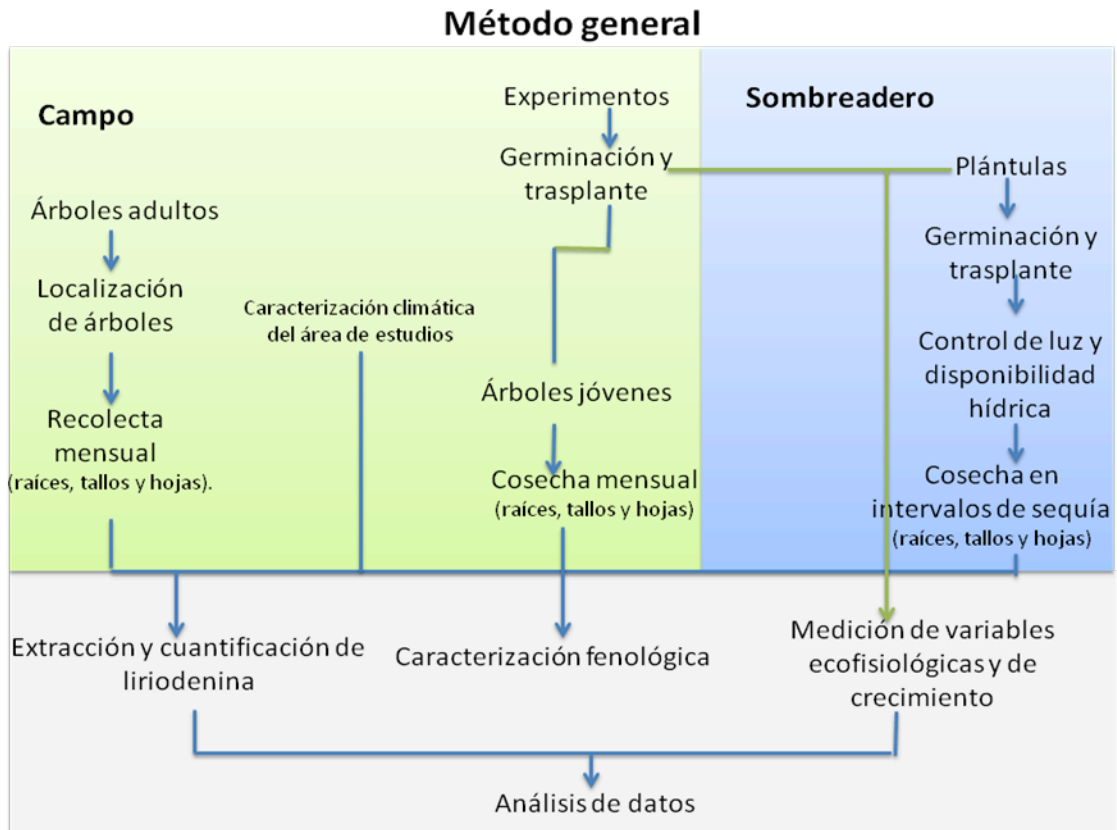 Método general
Campo
Árboles adultos
Localización
de árboles
Recolecta
mensual
(raíces, tallos y hojas).
Caracterización climática
del área de estudios
Experimentos
Germinación y
trasplante
Árboles jóvenes
Cosecha mensual
(raíces, tallos y hojas)
Sombreadero
Plántulas
Germinación y
trasplante
Control de luz y
disponibilidad
hídrica
Cosecha en
intervalos de sequía
(raíces, tallos y hojas)
Extracción y cuantificación de
liriodenina
Caracterización fenológica
Medición de variables
ecofisiológicas y de
crecimiento
Análisis de datos